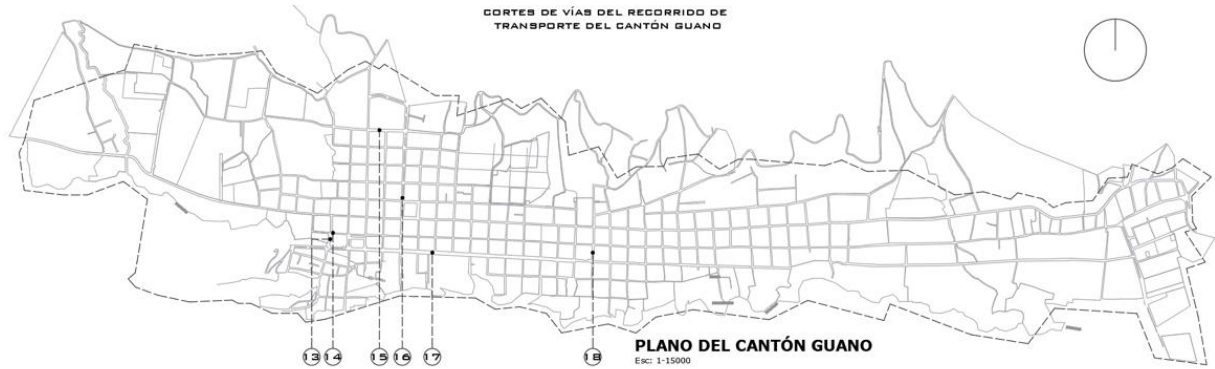 CORTES DE VÍAS DEL RECORRIDO DE
TRANSPORTE DEL CANTÓN GUANO
13 14 15 16 17 18
PLANO DEL CANTÓN GUANO
Esc: 1-15000